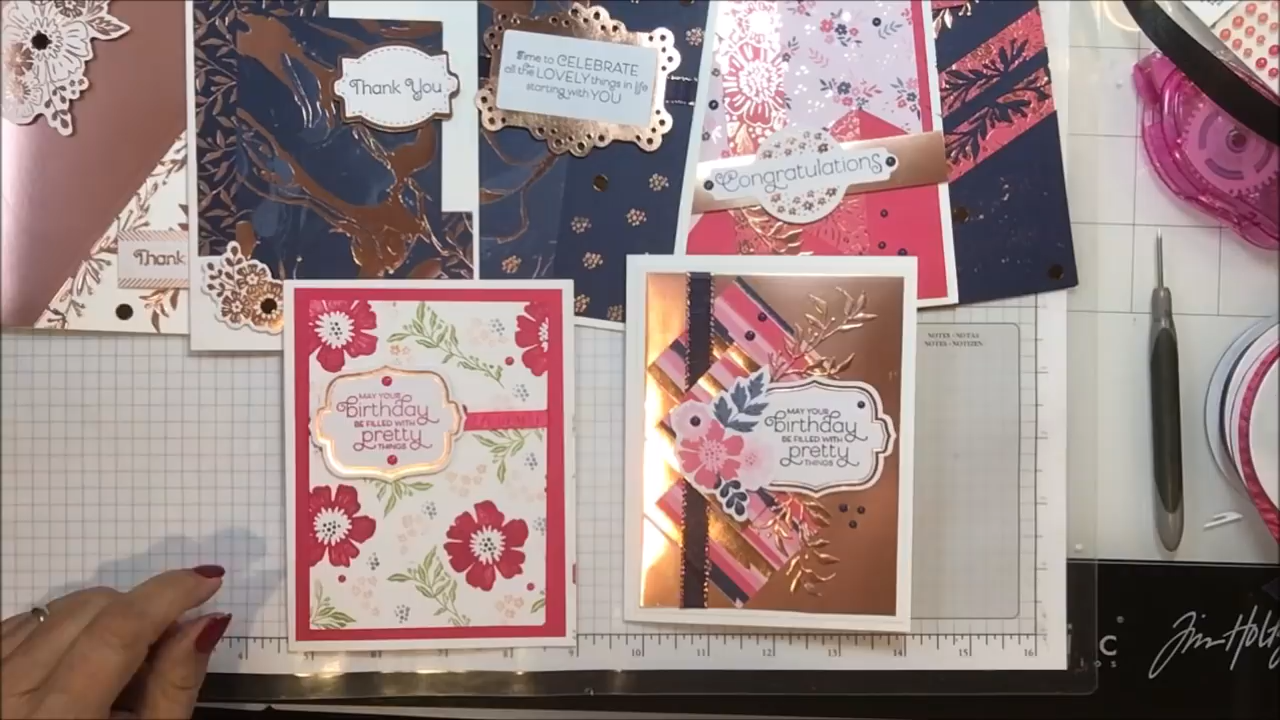 Thank You
Time to CELEBRATE
all the LOVELY things in life
starting with YOU
Congratulations
Thank
MAY YOUR
birthday
BE FILLED WITH
pretty
THINGS
MAY YOUR
birthday
BE FILLED WITH
pretty
THINGS
NOTES • NOTAS
NOTES • NOTIZEN
4 5 9 10 11 12 13 14 15 16
Tim Holtz